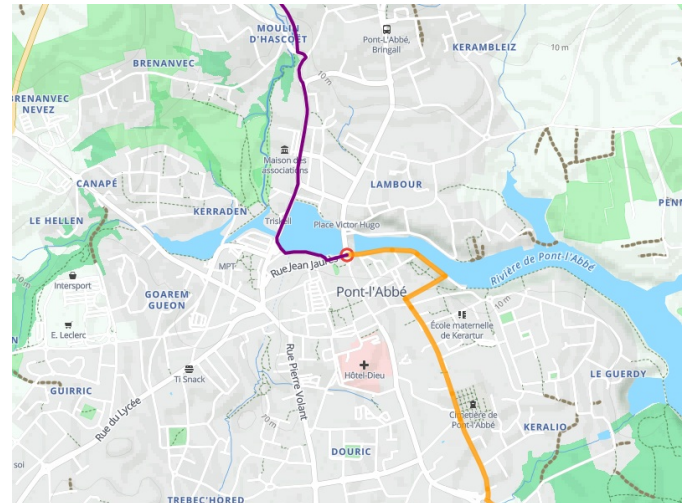 MOULIN
D'HASCOËT
Pont-L'Abbé,
Bringall
KERAMBLEIZ
10 m
10 m
BRENANVEC
BRENANVEC
NEVEZ
10 m
Maison des
associations
CANAPÉ
LAMBOUR
PENN
KERRADEN
LE HELLEN
Triskell
Place Victor Hugo
Rivière de Pont-l'Abbé
MPT
Rue Jean Jaurès
Intersport
GOAREM
GUEON
Pont-l'Abbé
10 m
E. Leclerc
École maternelle
de Kerartur
Rue Pierre Volant
Hôtel-Dieu
Ti Snack
LE GUERDY
GUIRRIC
Rue du Lycée
10 m
Cimetière de
Pont-l'Abbé
KERALIO
DOURIC
soi
TREBEC'HORED